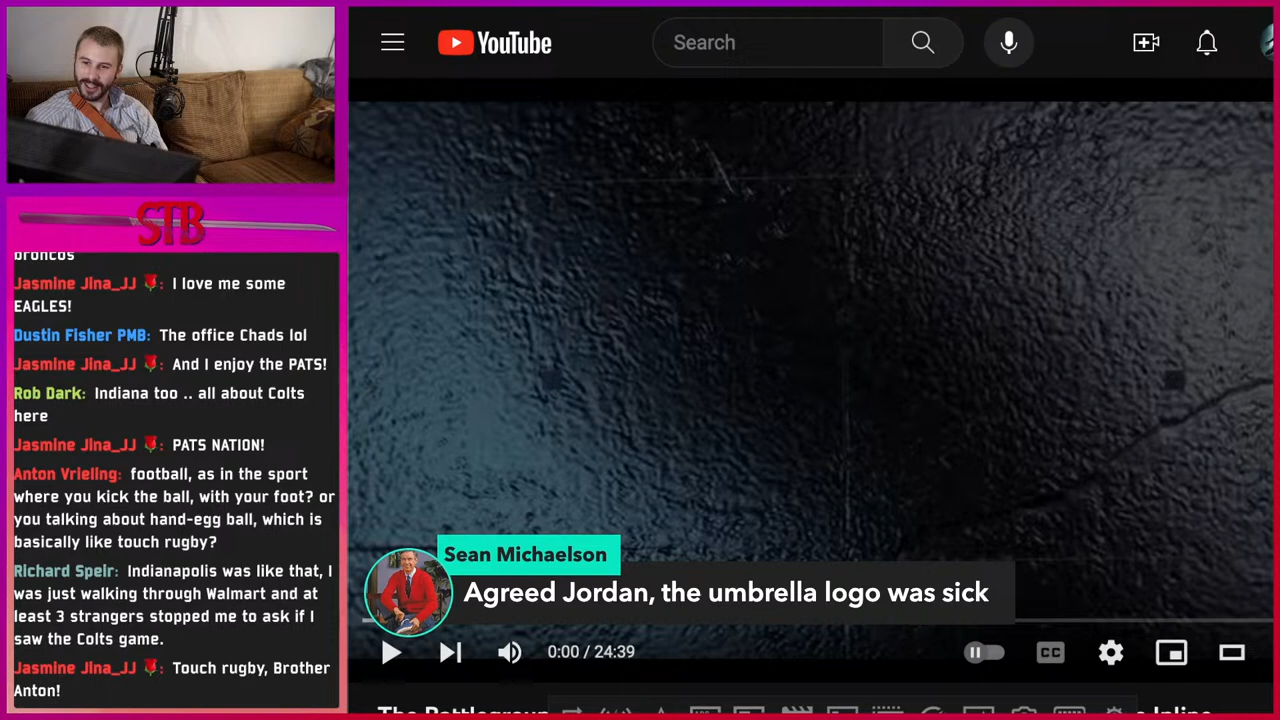 YouTube
Search
STB
broncos
Jasmine Jina_JJ 🌹: I love me some
EAGLES!
Dustin Fisher PMB: The office Chads lol
Jasmine Jina_JJ 🌹: And I enjoy the PATS!
Rob Dark: Indiana too .. all about Colts
here
Jasmine Jina_JJ 🌹: PATS NATION!
Anton Vrieling: football, as in the sport
where you kick the ball, with your foot? or
you talking about hand-egg ball, which is
basically like touch rugby?
Richard Speir: Indianapolis was like that, I
was just walking through Walmart and at
least 3 strangers stopped me to ask if I
saw the Colts game.
Jasmine Jina_JJ 🌹: Touch rugby, Brother
Anton!
Sean Michaelson
Agreed Jordan, the umbrella logo was sick
0:00 / 24:39
CC
The Battleground